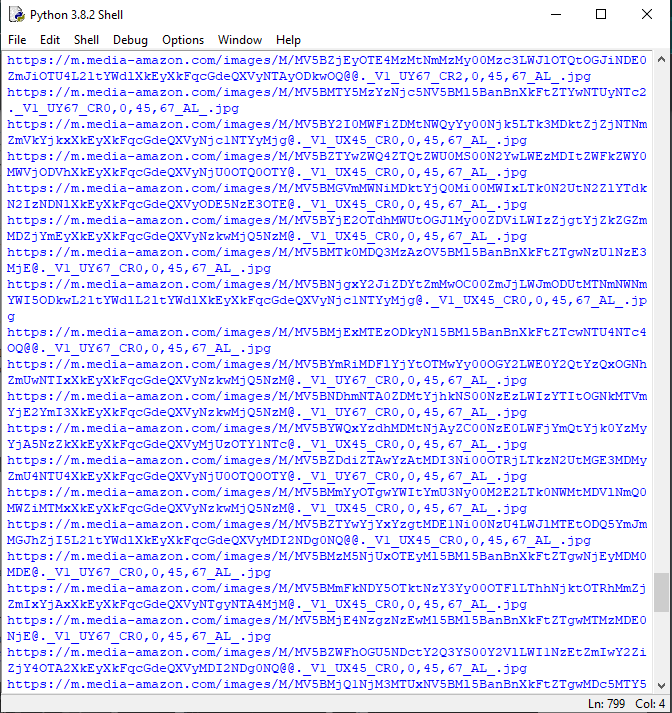 Python 3.8.2 Shell
File Edit Shell Debug Options Window Help
https://m.media-amazon.com/images/M/MV5BZjEyOTE4MzMtNmMzMy00Mzc3LWJlOTQtOGJiNDE0
ZmJiOTU4L2ltYWdlXkEyXkFqcGdeQXVyNTAyODkwOQ@@._V1_UY67_CR2,0,45,67_AL_.jpg
https://m.media-amazon.com/images/M/MV5BMTY5MzYzNjc5NV5BMl5BanBnXkFtZTYwNTUyNTc2
._V1_UY67_CR0,0,45,67_AL_.jpg
https://m.media-amazon.com/images/M/MV5BY2I0MWFiZDMtNWQyYy00Njk5LTk3MDktZjZjNTNm
ZmVkYjkxXkEyXkFqcGdeQXVyNjc1NTYyMjg@._V1_UX45_CR0,0,45,67_AL_.jpg
https://m.media-amazon.com/images/M/MV5BZTYwZWQ4ZTQtZWU0MS00N2YwLWEzMDItZWFkZWY0
MWVjODVhXkEyXkFqcGdeQXVyNjU0OTQ0OTY@._V1_UX45_CR0,0,45,67_AL_.jpg
https://m.media-amazon.com/images/M/MV5BMGVmMWNiMDktYjQ0Mi00MWIxLTk0N2UtN2ZlYTdk
N2IzNDNlXkEyXkFqcGdeQXVyODE5NzE3OTE@._V1_UX45_CR0,0,45,67_AL_.jpg
https://m.media-amazon.com/images/M/MV5BYjE2OTdhMWUtOGJlMy00ZDViLWIzZjgtYjZkZGZm
MDZjYmEyXkEyXkFqcGdeQXVyNzkwMjQ5NzM@._V1_UX45_CR0,0,45,67_AL_.jpg
https://m.media-amazon.com/images/M/MV5BMTk0MDQ3MzAzOV5BMl5BanBnXkFtZTgwNzU1NzE3
MjE@._V1_UY67_CR0,0,45,67_AL_.jpg
https://m.media-amazon.com/images/M/MV5BNjgxY2JiZDYtZmMwOC00ZmJjLWJmODUtMTNmNWNm
YWI5ODkwL2ltYWdlL2ltYWdlXkEyXkFqcGdeQXVyNjc1NTYyMjg@._V1_UX45_CR0,0,45,67_AL_.jp
g
https://m.media-amazon.com/images/M/MV5BMjExMTEzODkyN15BMl5BanBnXkFtZTcwNTU4NTc4
OQ@@._V1_UY67_CR0,0,45,67_AL_.jpg
https://m.media-amazon.com/images/M/MV5BYmRiMDFlYjYtOTMwYy00OGY2LWE0Y2QtYzQxOGNh
ZmUwNTIxXkEyXkFqcGdeQXVyNzkwMjQ5NzM@._V1_UY67_CR0,0,45,67_AL_.jpg
https://m.media-amazon.com/images/M/MV5BNDhmNTA0ZDMtYjhkNS00NzEzLWIzYTItOGNkMTVm
YjE2YmI3XkEyXkFqcGdeQXVyNzkwMjQ5NzM@._V1_UY67_CR0,0,45,67_AL_.jpg
https://m.media-amazon.com/images/M/MV5BYWQxYzdhMDMtNjAyZC00NzE0LWFjYmQtYjk0YzMy
YjA5NzZkXkEyXkFqcGdeQXVyMjUzOTY1NTc@._V1_UX45_CR0,0,45,67_AL_.jpg
https://m.media-amazon.com/images/M/MV5BZDdiZTAwYzAtMDI3Ni00OTRjLTkzN2UtMGE3MDMy
ZmU4NTU4XkEyXkFqcGdeQXVyNjU0OTQ0OTY@._V1_UY67_CR0,0,45,67_AL_.jpg
https://m.media-amazon.com/images/M/MV5BMmYyOTgwYWItYmU3Ny00M2E2LTk0NWMtMDVlNmQ0
MWZiMTMxXkEyXkFqcGdeQXVyNzkwMjQ5NzM@._V1_UX45_CR0,0,45,67_AL_.jpg
https://m.media-amazon.com/images/M/MV5BZTYwYjYxYzgtMDE1Ni00NzU4LWJlMTEtODQ5YmJm
MGJhZjI5L2ltYWdlXkEyXkFqcGdeQXVyMDI2NDg0NQ@@._V1_UX45_CR0,0,45,67_AL_.jpg
https://m.media-amazon.com/images/M/MV5BMzM5NjUxOTEyMl5BMl5BanBnXkFtZTgwNjEyMDM0
MDE@._V1_UX45_CR0,0,45,67_AL_.jpg
https://m.media-amazon.com/images/M/MV5BMmFkNDY5OTktNzY3Yy00OTFlLThhNjktOTRhMmZj
ZmIxYjAxXkEyXkFqcGdeQXVyNTgyNTA4MjM@._V1_UX45_CR0,0,45,67_AL_.jpg
https://m.media-amazon.com/images/M/MV5BMjE4NzgzNzEwMl5BMl5BanBnXkFtZTgwMTMzMDE0
NjE@._V1_UY67_CR0,0,45,67_AL_.jpg
https://m.media-amazon.com/images/M/MV5BZWFhOGU5NDctY2Q3YS00Y2VlLWI1NzEtZmIwY2Zi
ZjY4OTA2XkEyXkFqcGdeQXVyMDI2NDg0NQ@@._V1_UX45_CR0,0,45,67_AL_.jpg
https://m.media-amazon.com/images/M/MV5BMjQ1NjM3MTUxNV5BMl5BanBnXkFtZTgwMDc5MTY5
Ln: 799 Col: 4